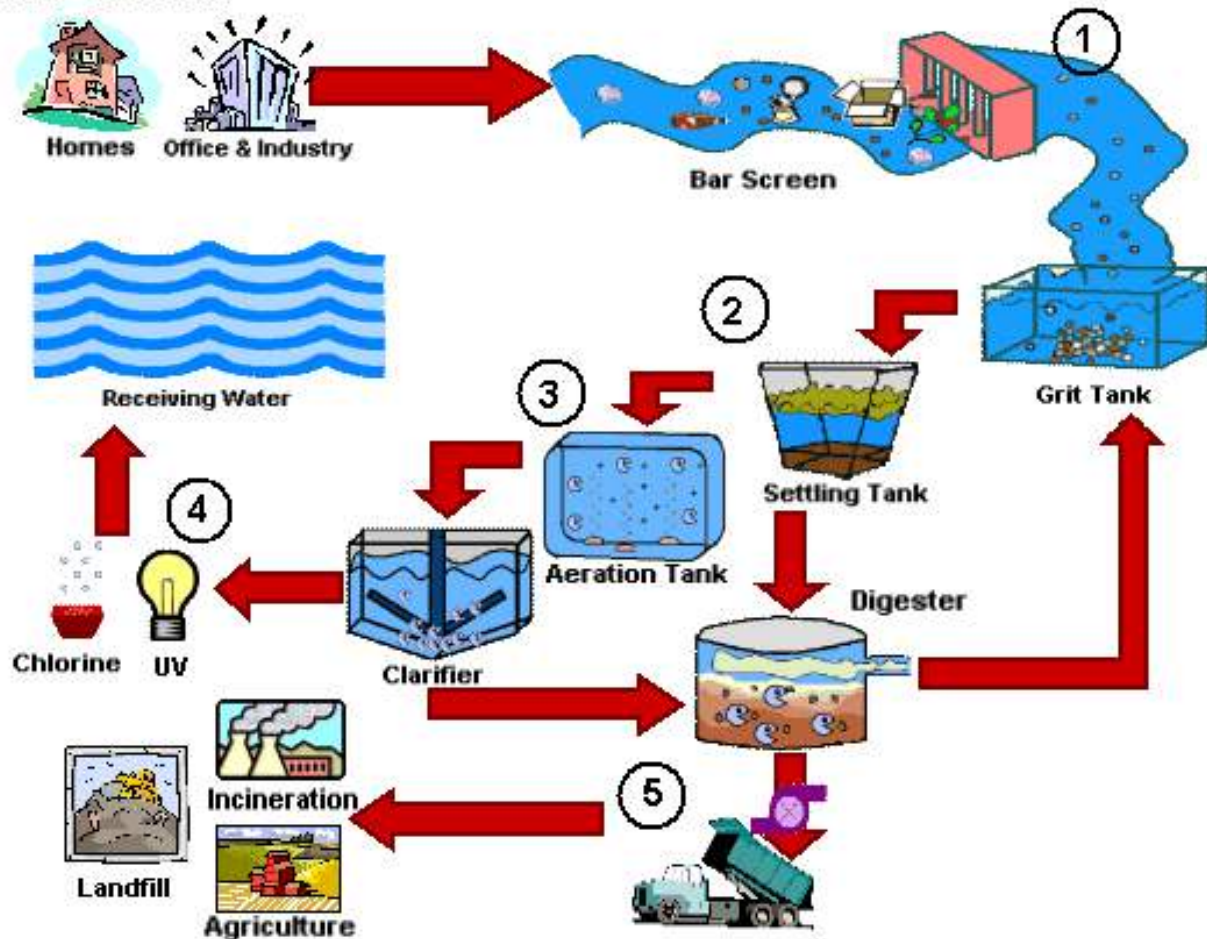 1
Homes
Office & Industry
Bar Screen
2
Receiving Water
3
Grit Tank
Settling Tank
4
Aeration Tank
Digester
Chlorine
UV
Clarifier
Incineration
5
Landfill
Agriculture